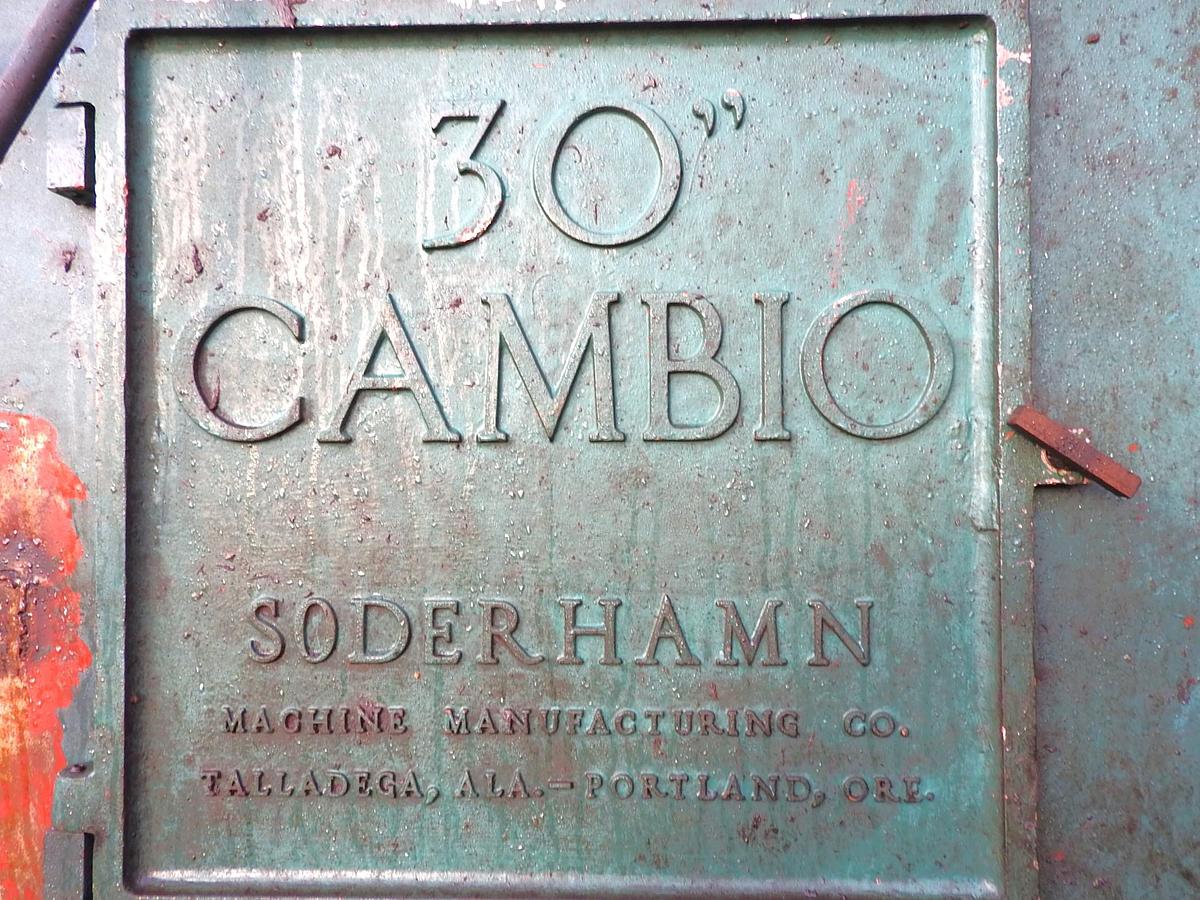 30”
CAMBIO
SODERHAMN
MACHINE MANUFACTURING CO.
TALLADEGA, ALA.–PORTLAND, ORE.